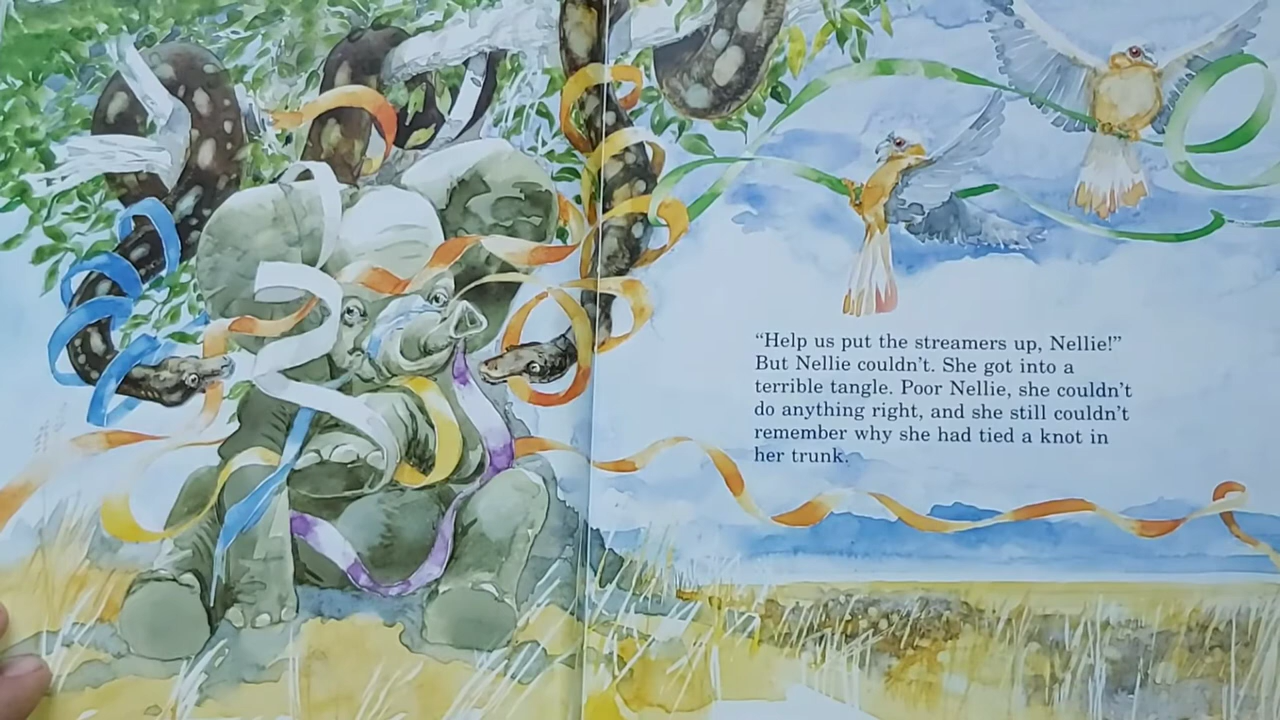 “Help us put the streamers up, Nellie!”
But Nellie couldn’t. She got into a
terrible tangle. Poor Nellie, she couldn’t
do anything right, and she still couldn’t
remember why she had tied a knot in
her trunk.